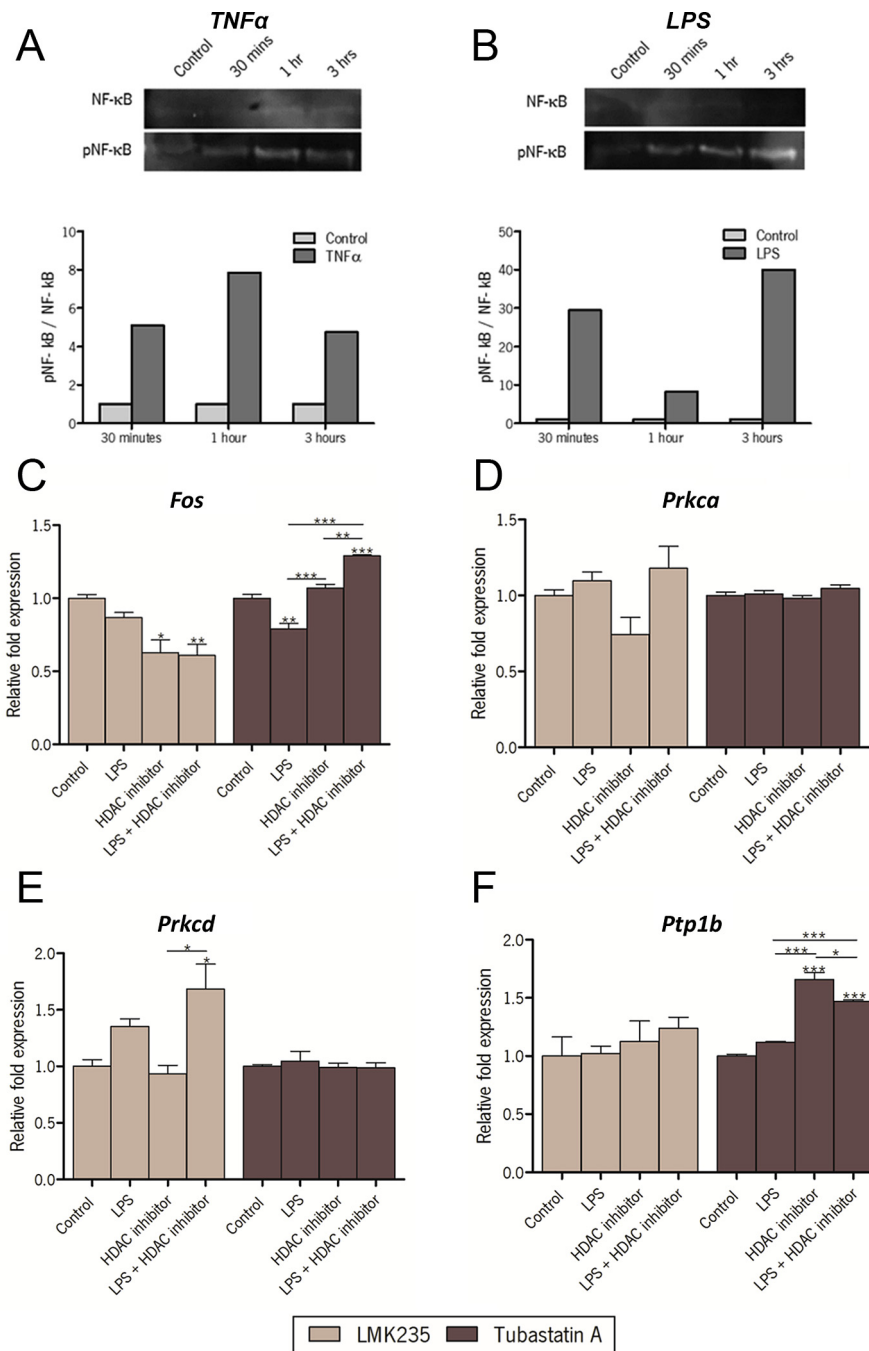 A
TNFα
Control
30 mins
1 hr
3 hrs
NF-κB
pNF-κB
10
8
6
4
2
0
pNF- kB / NF- kB
Control
TNFα
30 minutes
1 hour
3 hours
B
LPS
Control
30 mins
1 hr
3 hrs
NF-κB
pNF-κB
50
40
30
20
10
0
pNF- kB / NF- kB
Control
LPS
30 minutes
1 hour
3 hours
C
Fos
Relative fold expression
1.5
1.0
0.5
0.0
*
**
**
***
***
**
***
Control
LPS
HDAC inhibitor
LPS + HDAC inhibitor
Control
LPS
HDAC inhibitor
LPS + HDAC inhibitor
D
Prkca
Relative fold expression
1.5
1.0
0.5
0.0
Control
LPS
HDAC inhibitor
LPS + HDAC inhibitor
Control
LPS
HDAC inhibitor
LPS + HDAC inhibitor
E
Prkcd
Relative fold expression
2.0
1.5
1.0
0.5
0.0
*
*
Control
LPS
HDAC inhibitor
LPS + HDAC inhibitor
Control
LPS
HDAC inhibitor
LPS + HDAC inhibitor
F
Ptp1b
Relative fold expression
2.0
1.5
1.0
0.5
0.0
***
***
*
***
***
Control
LPS
HDAC inhibitor
LPS + HDAC inhibitor
Control
LPS
HDAC inhibitor
LPS + HDAC inhibitor
LMK235
Tubastatin A